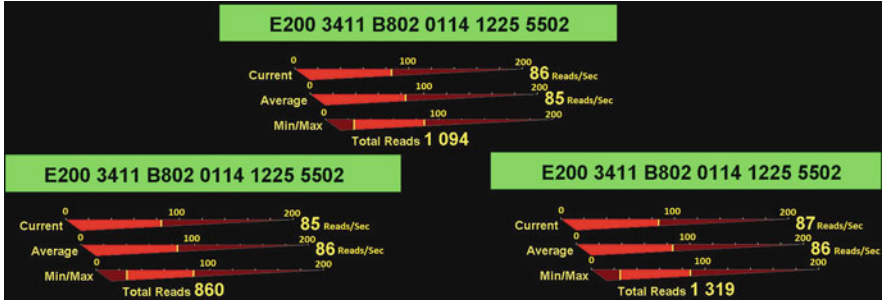 E200 3411 B802 0114 1225 5502
0 100 200
Current 86 Reads/Sec
0 100 200
Average 85 Reads/Sec
0 100 200
Min/Max
Total Reads 1 094
E200 3411 B802 0114 1225 5502
0 100 200
Current 85 Reads/Sec
0 100 200
Average 86 Reads/Sec
0 100 200
Min/Max
Total Reads 860
E200 3411 B802 0114 1225 5502
0 100 200
Current 87 Reads/Sec
0 100 200
Average 86 Reads/Sec
0 100 200
Min/Max
Total Reads 1 319